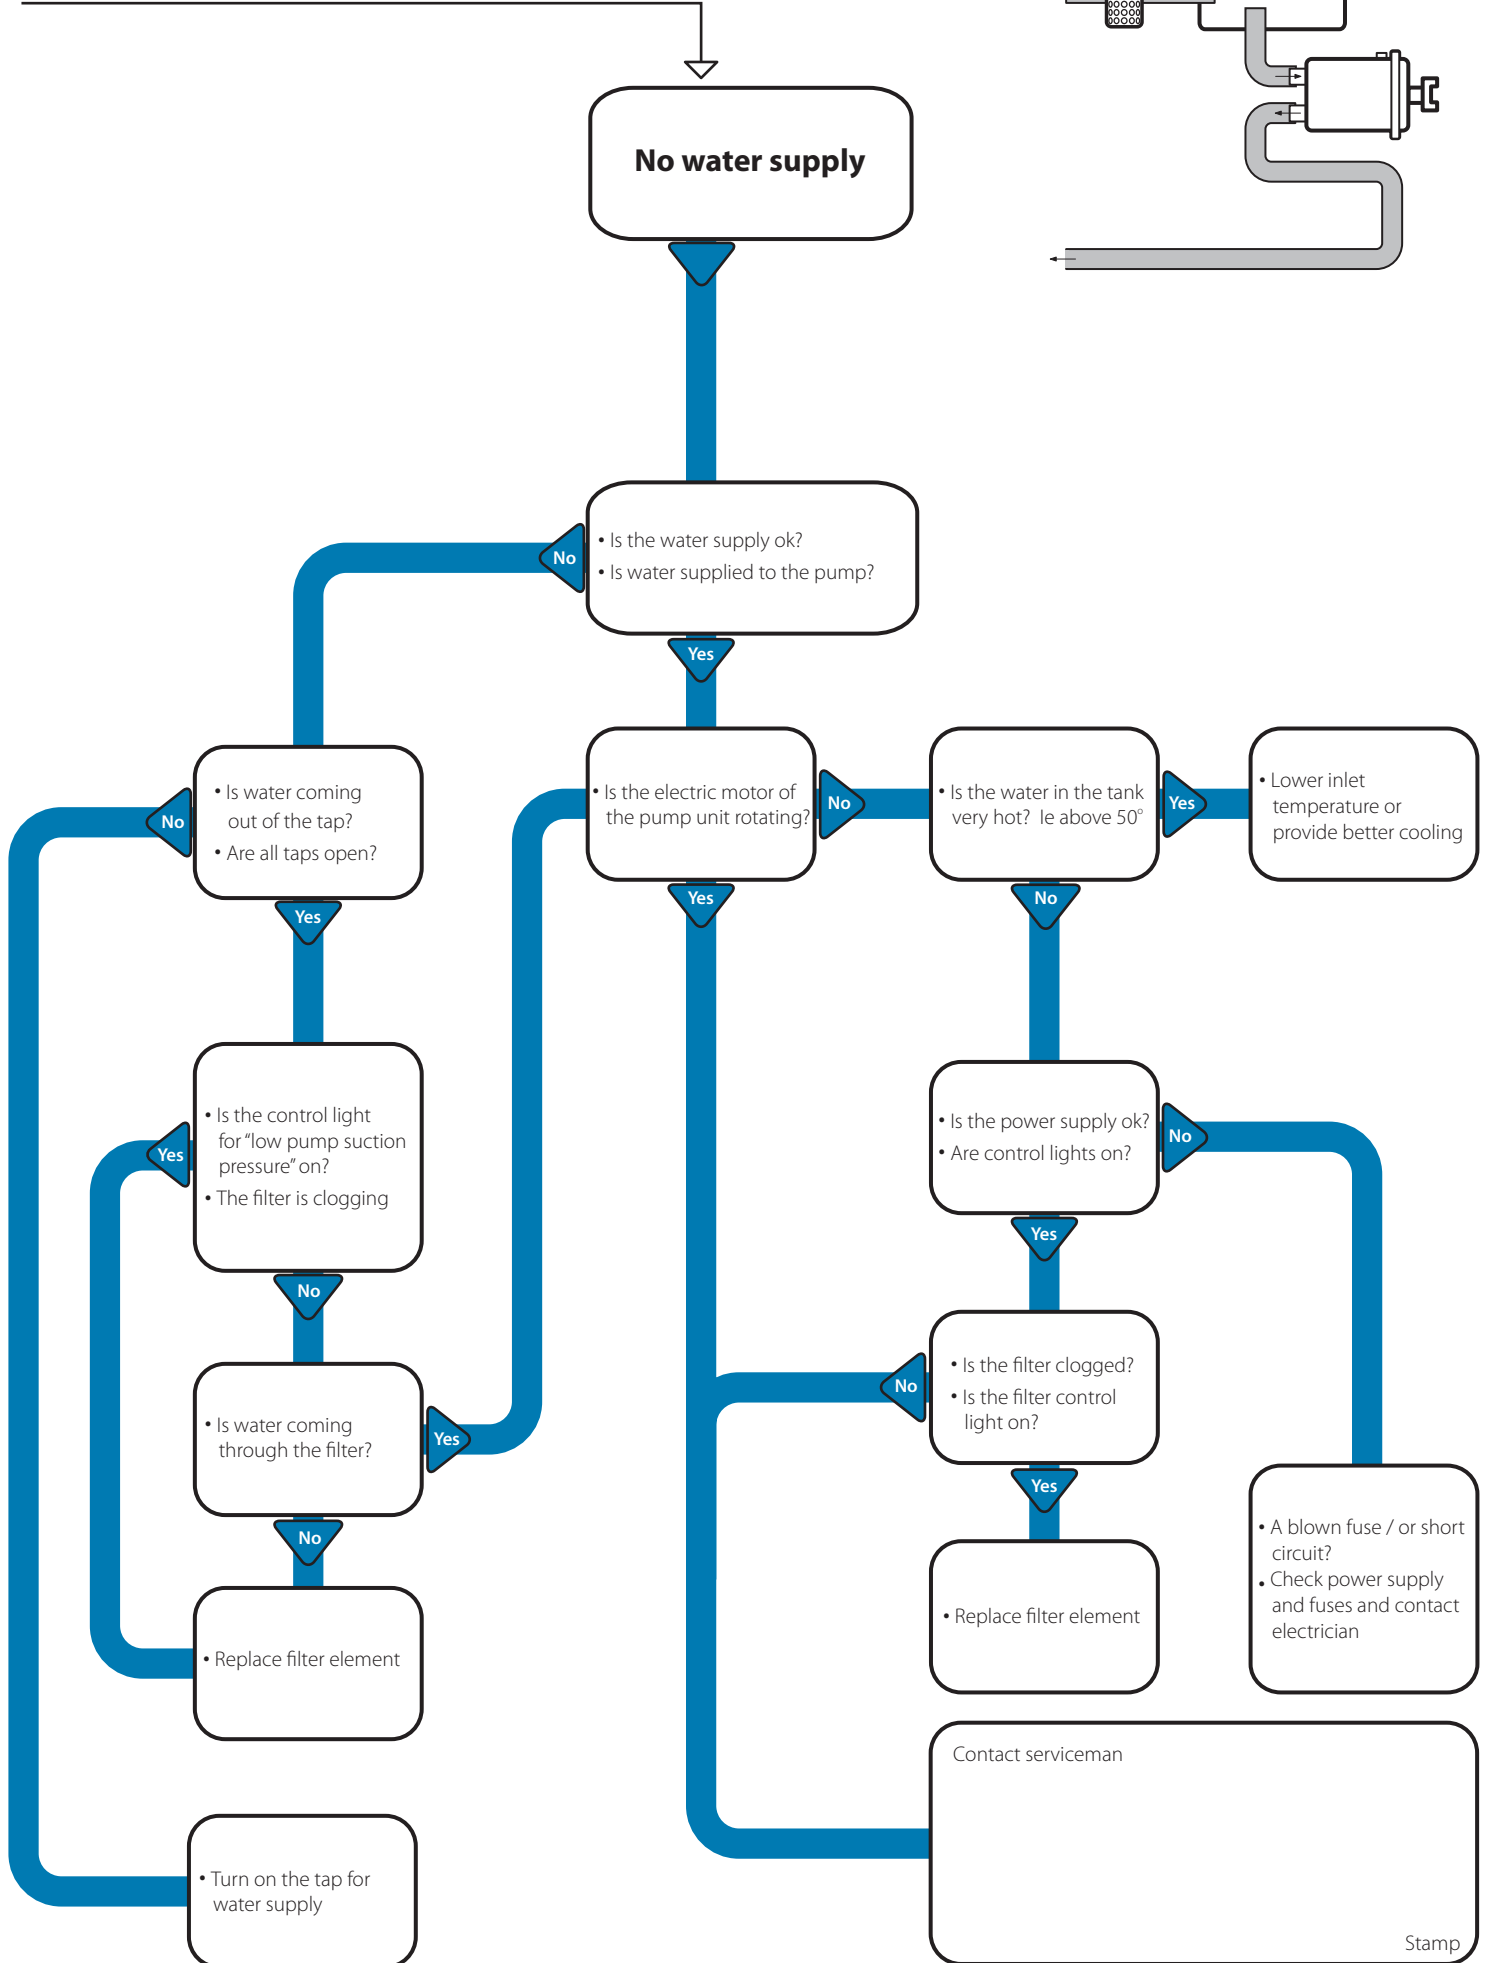 No water supply
• Is the water supply ok?
• Is water supplied to the pump?
No
Yes
• Is water coming
out of the tap?
• Are all taps open?
No
Yes
• Is the electric motor of
the pump unit rotating?
No
Yes
• Is the water in the tank
very hot? Ie above 50°
Yes
No
• Lower inlet
temperature or
provide better cooling
• Is the control light
for “low pump suction
pressure” on?
• The filter is clogging
Yes
No
• Is the power supply ok?
• Are control lights on?
No
Yes
• Is water coming
through the filter?
Yes
No
• Is the filter clogged?
• Is the filter control
light on?
No
Yes
• Replace filter element
• Replace filter element
• A blown fuse / or short
circuit?
• Check power supply
and fuses and contact
electrician
• Turn on the tap for
water supply
Contact serviceman
Stamp